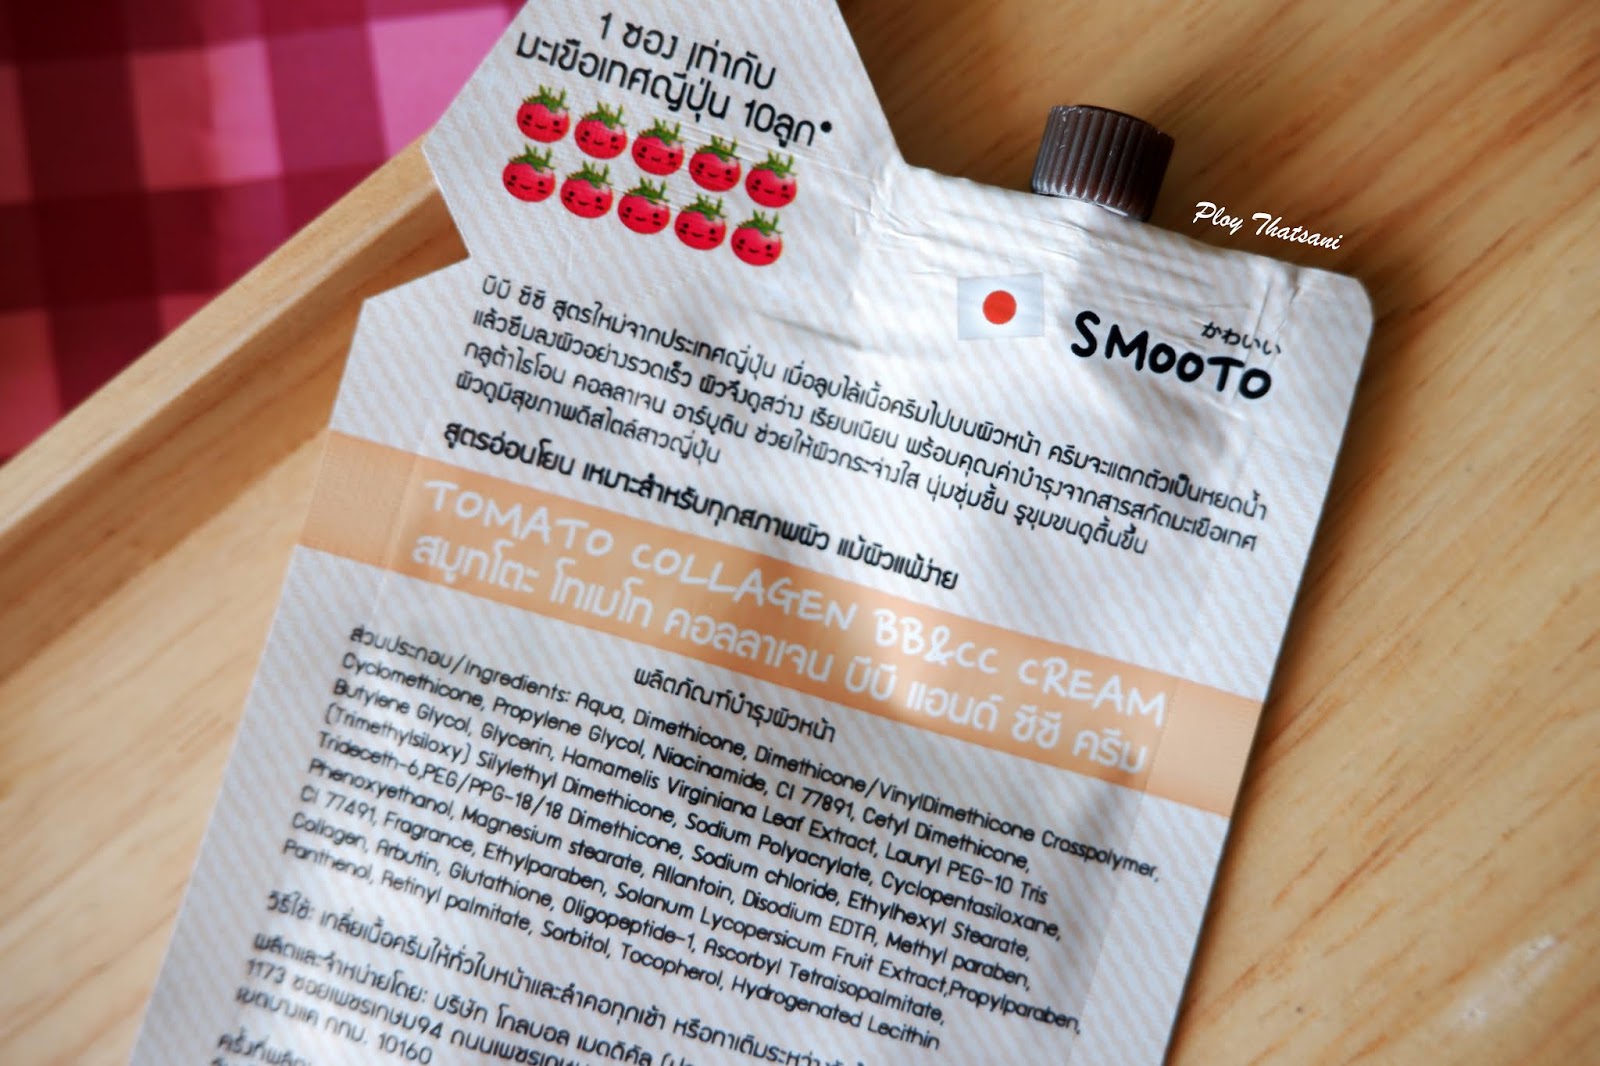 1 ซอง เท่ากับ
มะเขือเทศญี่ปุ่น 10ลูก*
Ploy Thatsani
かわいい
SMOOTO
บีบี ซีซี สูตรใหม่จากประเทศญี่ปุ่น เมื่อลูบไล้เนื้อครีมไปบนผิวหน้า ครีมจะแตกตัวเป็นหยดน้ำ
แล้วซึมลงผิวอย่างรวดเร็ว ผิวจึงดูสว่าง เรียบเนียน พร้อมคุณค่าบำรุงจากสารสกัดมะเขือเทศ
กลูต้าไธโอน คอลลาเจน อาร์บูติน ช่วยให้ผิวกระจ่างใส นุ่มชุ่มชื้น รูขุมขนดูตื้นขึ้น
ผิวดูมีสุขภาพดีสไตล์สาวญี่ปุ่น
สูตรอ่อนโยน เหมาะสำหรับทุกสภาพผิว แม้ผิวแพ้ง่าย
TOMATO COLLAGEN BB&CC CREAM
สมูทโตะ โทเมโท คอลลาเจน บีบี แอนด์ ซีซี ครีม
ผลิตภัณฑ์บำรุงผิวหน้า
ส่วนประกอบ/Ingredients: Aqua, Dimethicone, Dimethicone/VinylDimethicone Crosspolymer,
Cyclomethicone, Propylene Glycol, Niacinamide, CI 77891, Cetyl Dimethicone,
Butylene Glycol, Glycerin, Hamamelis Virginiana Leaf Extract, Lauryl PEG-10 Tris
(Trimethylsiloxy) Silylethyl Dimethicone, Sodium Polyacrylate, Cyclopentasiloxane,
Trideceth-6,PEG/PPG-18/18 Dimethicone, Sodium chloride, Ethylhexyl Stearate,
Phenoxyethanol, Magnesium stearate, Allantoin, Disodium EDTA, Methyl paraben,
CI 77491, Fragrance, Ethylparaben, Solanum Lycopersicum Fruit Extract,Propylparaben,
Collagen, Arbutin, Glutathione, Oligopeptide-1, Ascorbyl Tetraisopalmitate,
Panthenol, Retinyl palmitate, Sorbitol, Tocopherol, Hydrogenated Lecithin
วิธีใช้: เกลี่ยเนื้อครีมให้ทั่วใบหน้าและลำคอทุกเช้า หรือทาเติมระหว่าง
ผลิตและจำหน่ายโดย: บริษัท โกลบอล เมดดิคัล
1173 ซอยเพชรเกษม94 ถนนเพชรเกษม
เขตบางแค กทม. 10160
ครั้งที่ผลิต